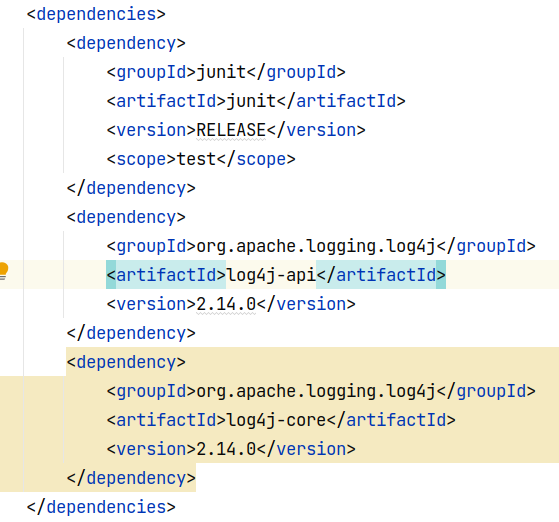 <dependencies>
<dependency>
<groupId>junit</groupId>
<artifactId>junit</artifactId>
<version>RELEASE</version>
<scope>test</scope>
</dependency>
<dependency>
<groupId>org.apache.logging.log4j</groupId>
<artifactId>log4j-api</artifactId>
<version>2.14.0</version>
</dependency>
<dependency>
<groupId>org.apache.logging.log4j</groupId>
<artifactId>log4j-core</artifactId>
<version>2.14.0</version>
</dependency>
</dependencies>